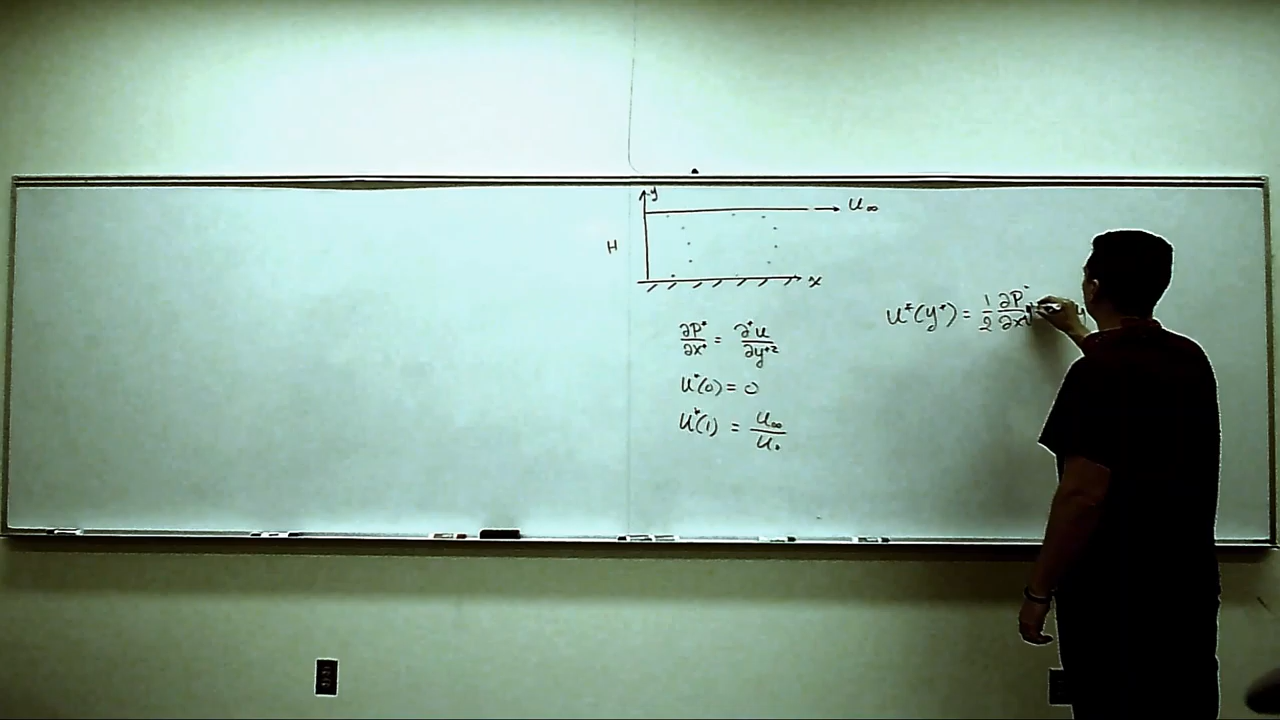 y
U∞
H
x
∂P*/∂x* = ∂²u/∂y*²
u*(0) = 0
u*(1) = U∞/U₀
u*(y*) = 1/2 ∂P*/∂x*